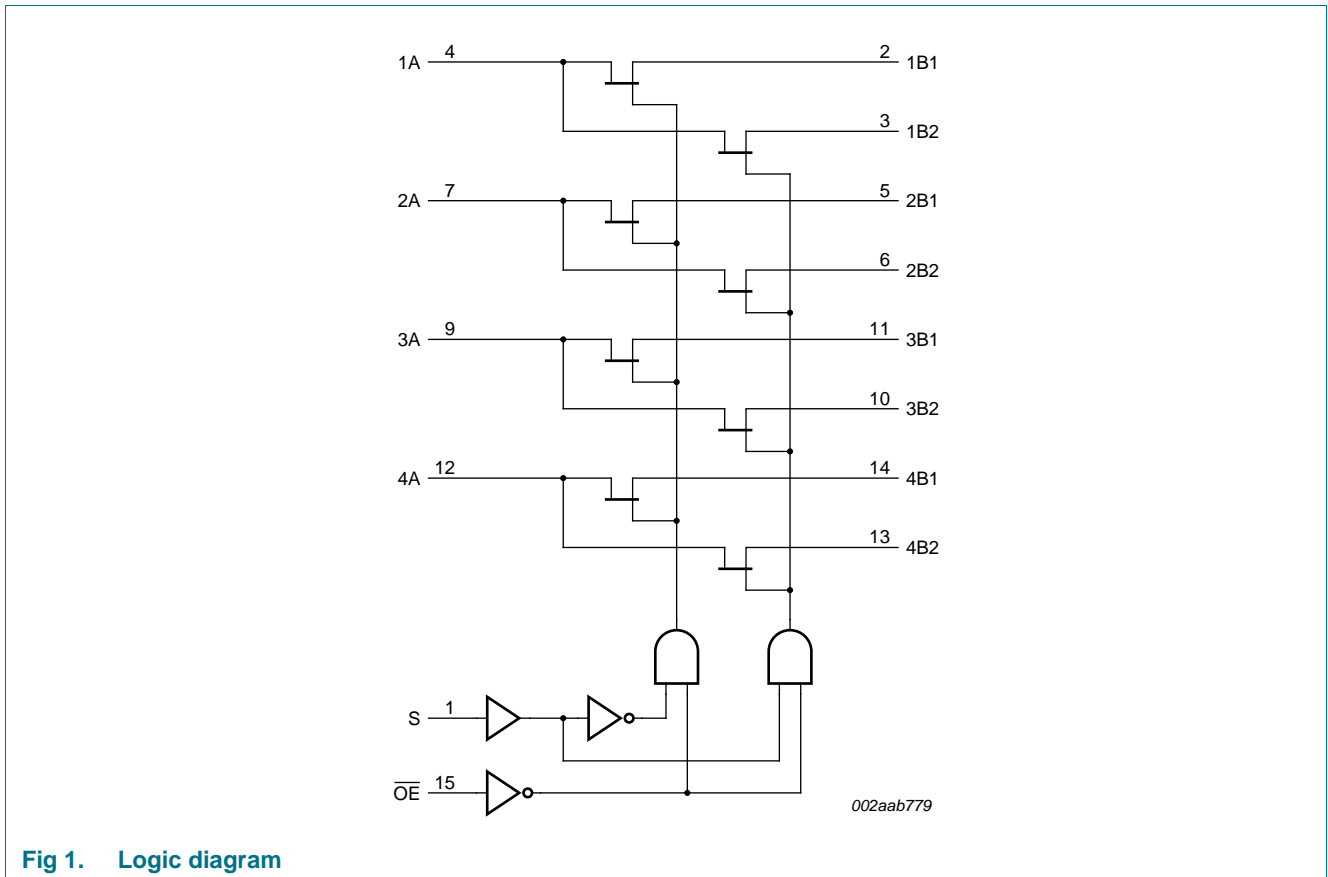 1A 4 2 1B1
3 1B2
2A 7 5 2B1
6 2B2
3A 9 11 3B1
10 3B2
4A 12 14 4B1
13 4B2
S 1
OE 15
002aab779
Fig 1. Logic diagram